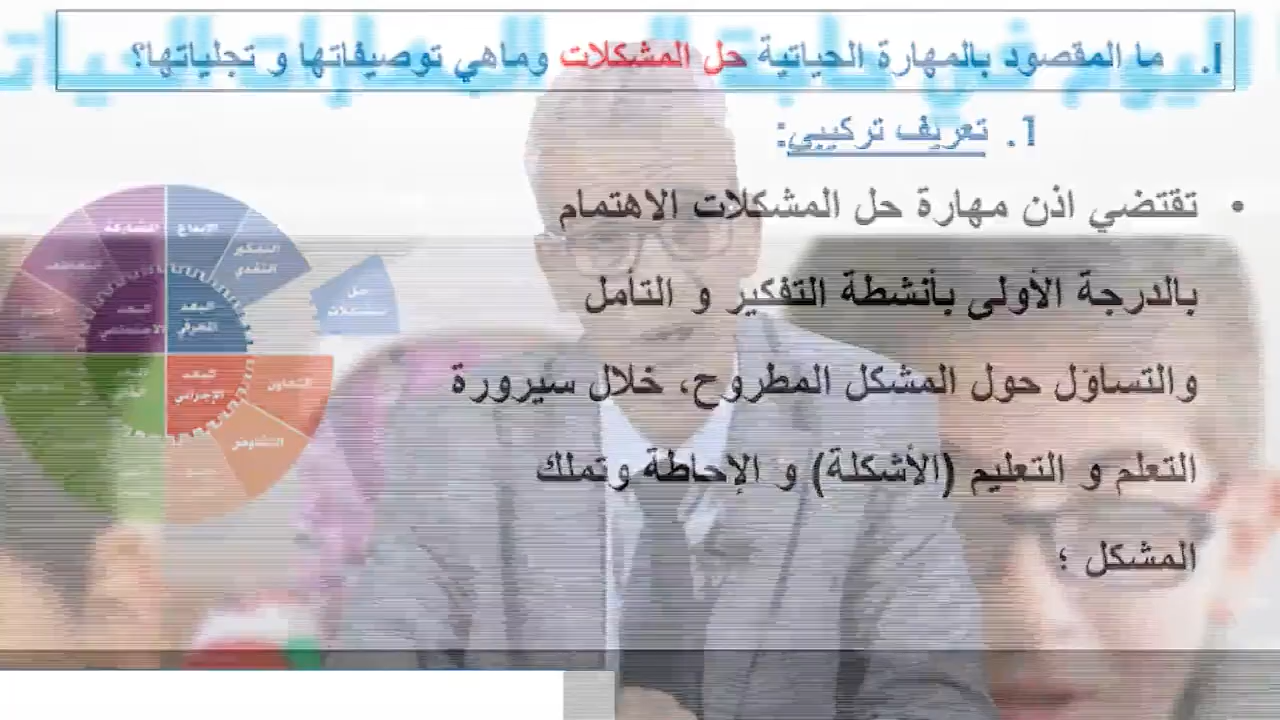 I. ما المقصود بالمهارة الحياتية حل المشكلات وماهي توصيفاتها و تجلياتها؟
1. تعريف تركيبي:
• تقتضي اذن مهارة حل المشكلات الاهتمام
بالدرجة الأولى بأنشطة التفكير و التأمل
والتساؤل حول المشكل المطروح، خلال سيرورة
التعلم و التعليم (الأشكلة) و الإحاطة وتملك
المشكل ؛
المشاركة
الإبداع
التفكير
النقدي
حل
البعد
المعرفي
البعد
الإجرائي
التعاون
التفاوض